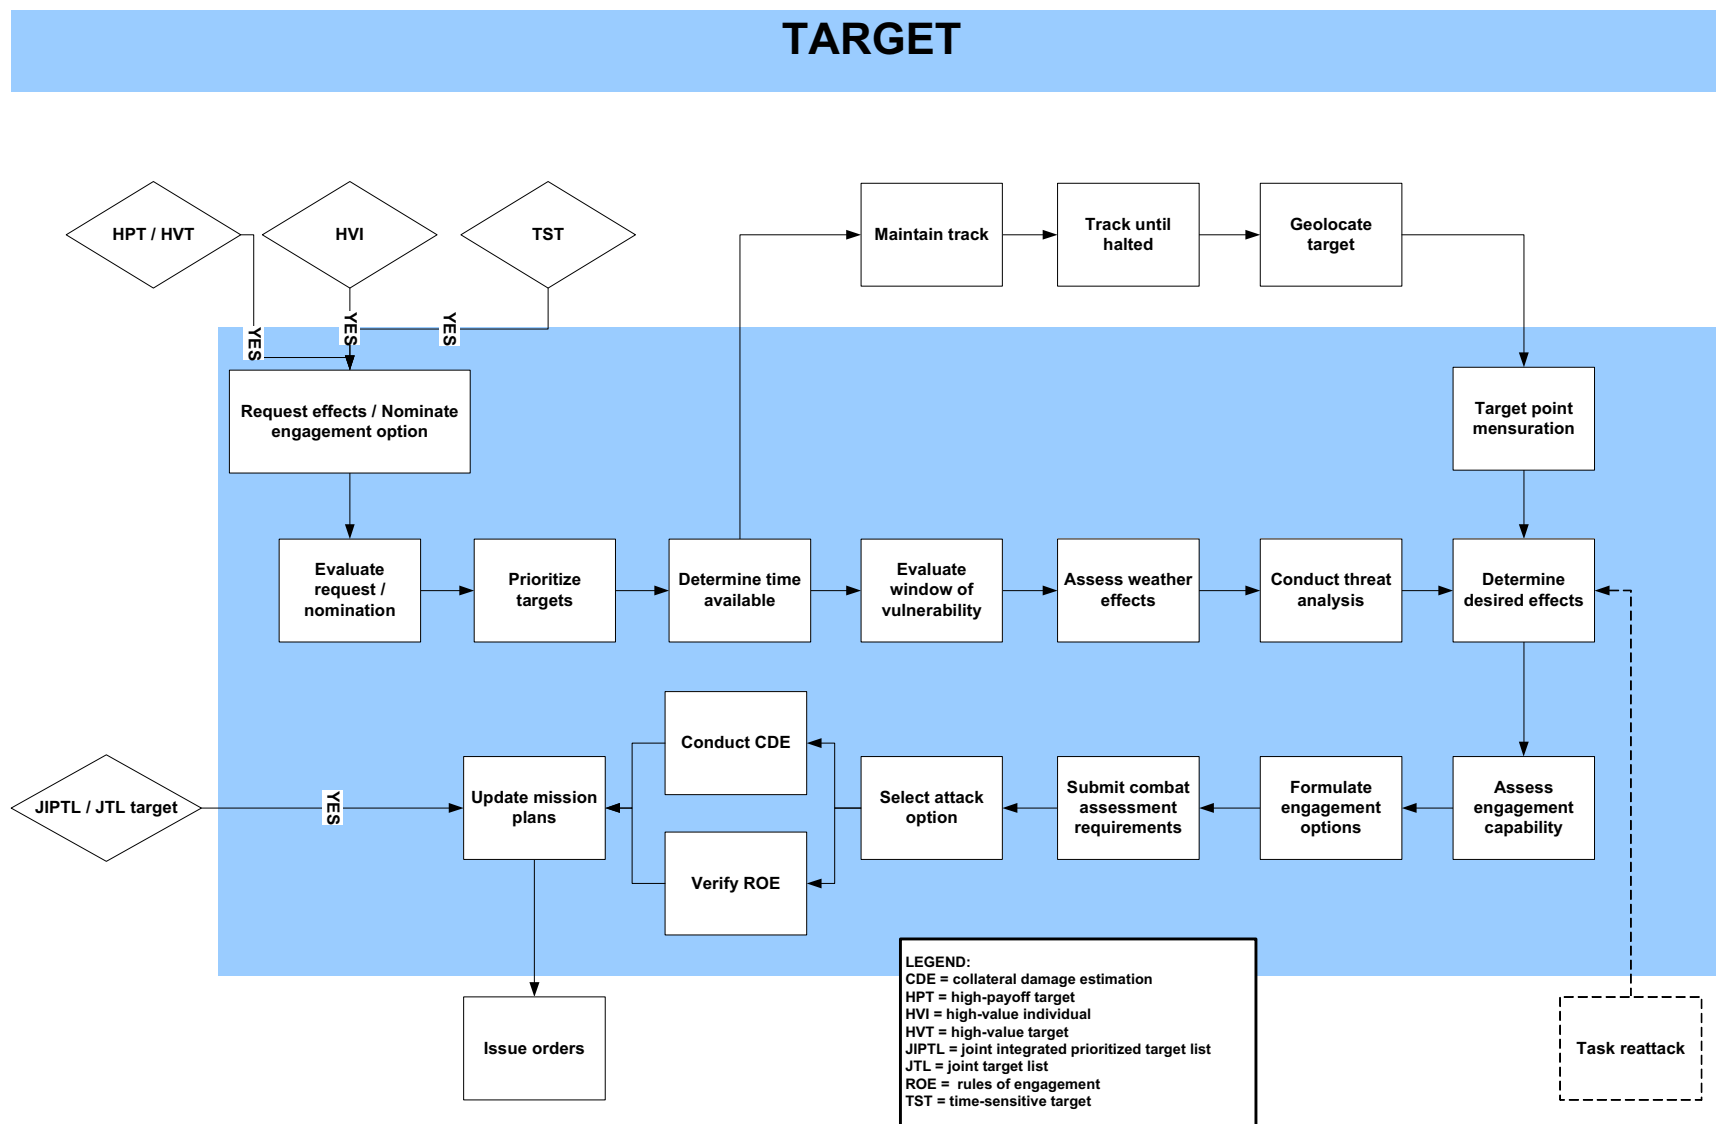 TARGET
HPT / HVT
HVI
TST
Maintain track
Track until
halted
Geolocate
target
YES
YES
YES
Request effects / Nominate
engagement option
Target point
mensuration
Evaluate
request /
nomination
Prioritize
targets
Determine time
available
Evaluate
window of
vulnerability
Assess weather
effects
Conduct threat
analysis
Determine
desired effects
Conduct CDE
JIPTL / JTL target
YES
Update mission
plans
Verify ROE
Select attack
option
Submit combat
assessment
requirements
Formulate
engagement
options
Assess
engagement
capability
Issue orders
LEGEND:
CDE = collateral damage estimation
HPT = high-payoff target
HVI = high-value individual
HVT = high-value target
JIPTL = joint integrated prioritized target list
JTL = joint target list
ROE =  rules of engagement
TST = time-sensitive target
Task reattack